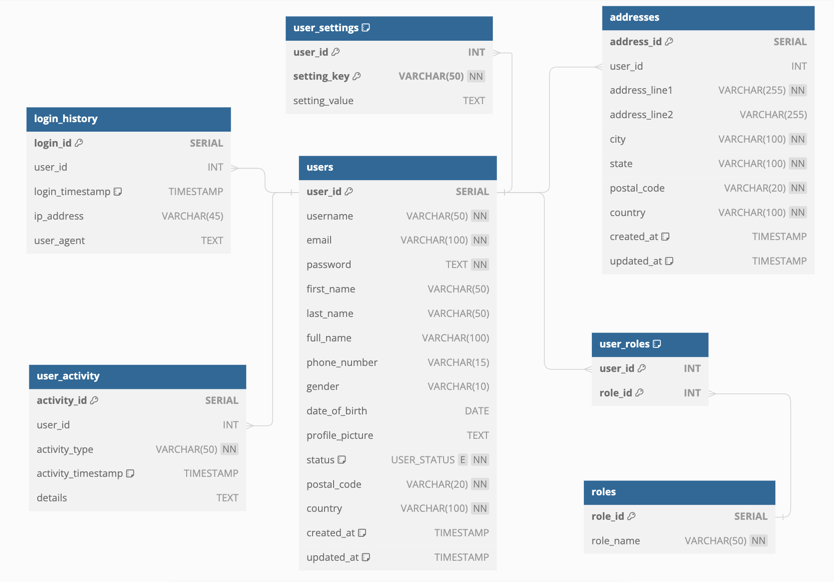 user_settings
user_id INT
setting_key VARCHAR(50) NN
setting_value TEXT
addresses
address_id SERIAL
user_id INT
address_line1 VARCHAR(255) NN
address_line2 VARCHAR(255)
city VARCHAR(100) NN
state VARCHAR(100) NN
postal_code VARCHAR(20) NN
country VARCHAR(100) NN
created_at TIMESTAMP
updated_at TIMESTAMP
login_history
login_id SERIAL
user_id INT
login_timestamp TIMESTAMP
ip_address VARCHAR(45)
user_agent TEXT
users
user_id SERIAL
username VARCHAR(50) NN
email VARCHAR(100) NN
password TEXT NN
first_name VARCHAR(50)
last_name VARCHAR(50)
full_name VARCHAR(100)
phone_number VARCHAR(15)
gender VARCHAR(10)
date_of_birth DATE
profile_picture TEXT
status USER_STATUS E NN
postal_code VARCHAR(20) NN
country VARCHAR(100) NN
created_at TIMESTAMP
updated_at TIMESTAMP
user_activity
activity_id SERIAL
user_id INT
activity_type VARCHAR(50) NN
activity_timestamp TIMESTAMP
details TEXT
user_roles
user_id INT
role_id INT
roles
role_id SERIAL
role_name VARCHAR(50) NN